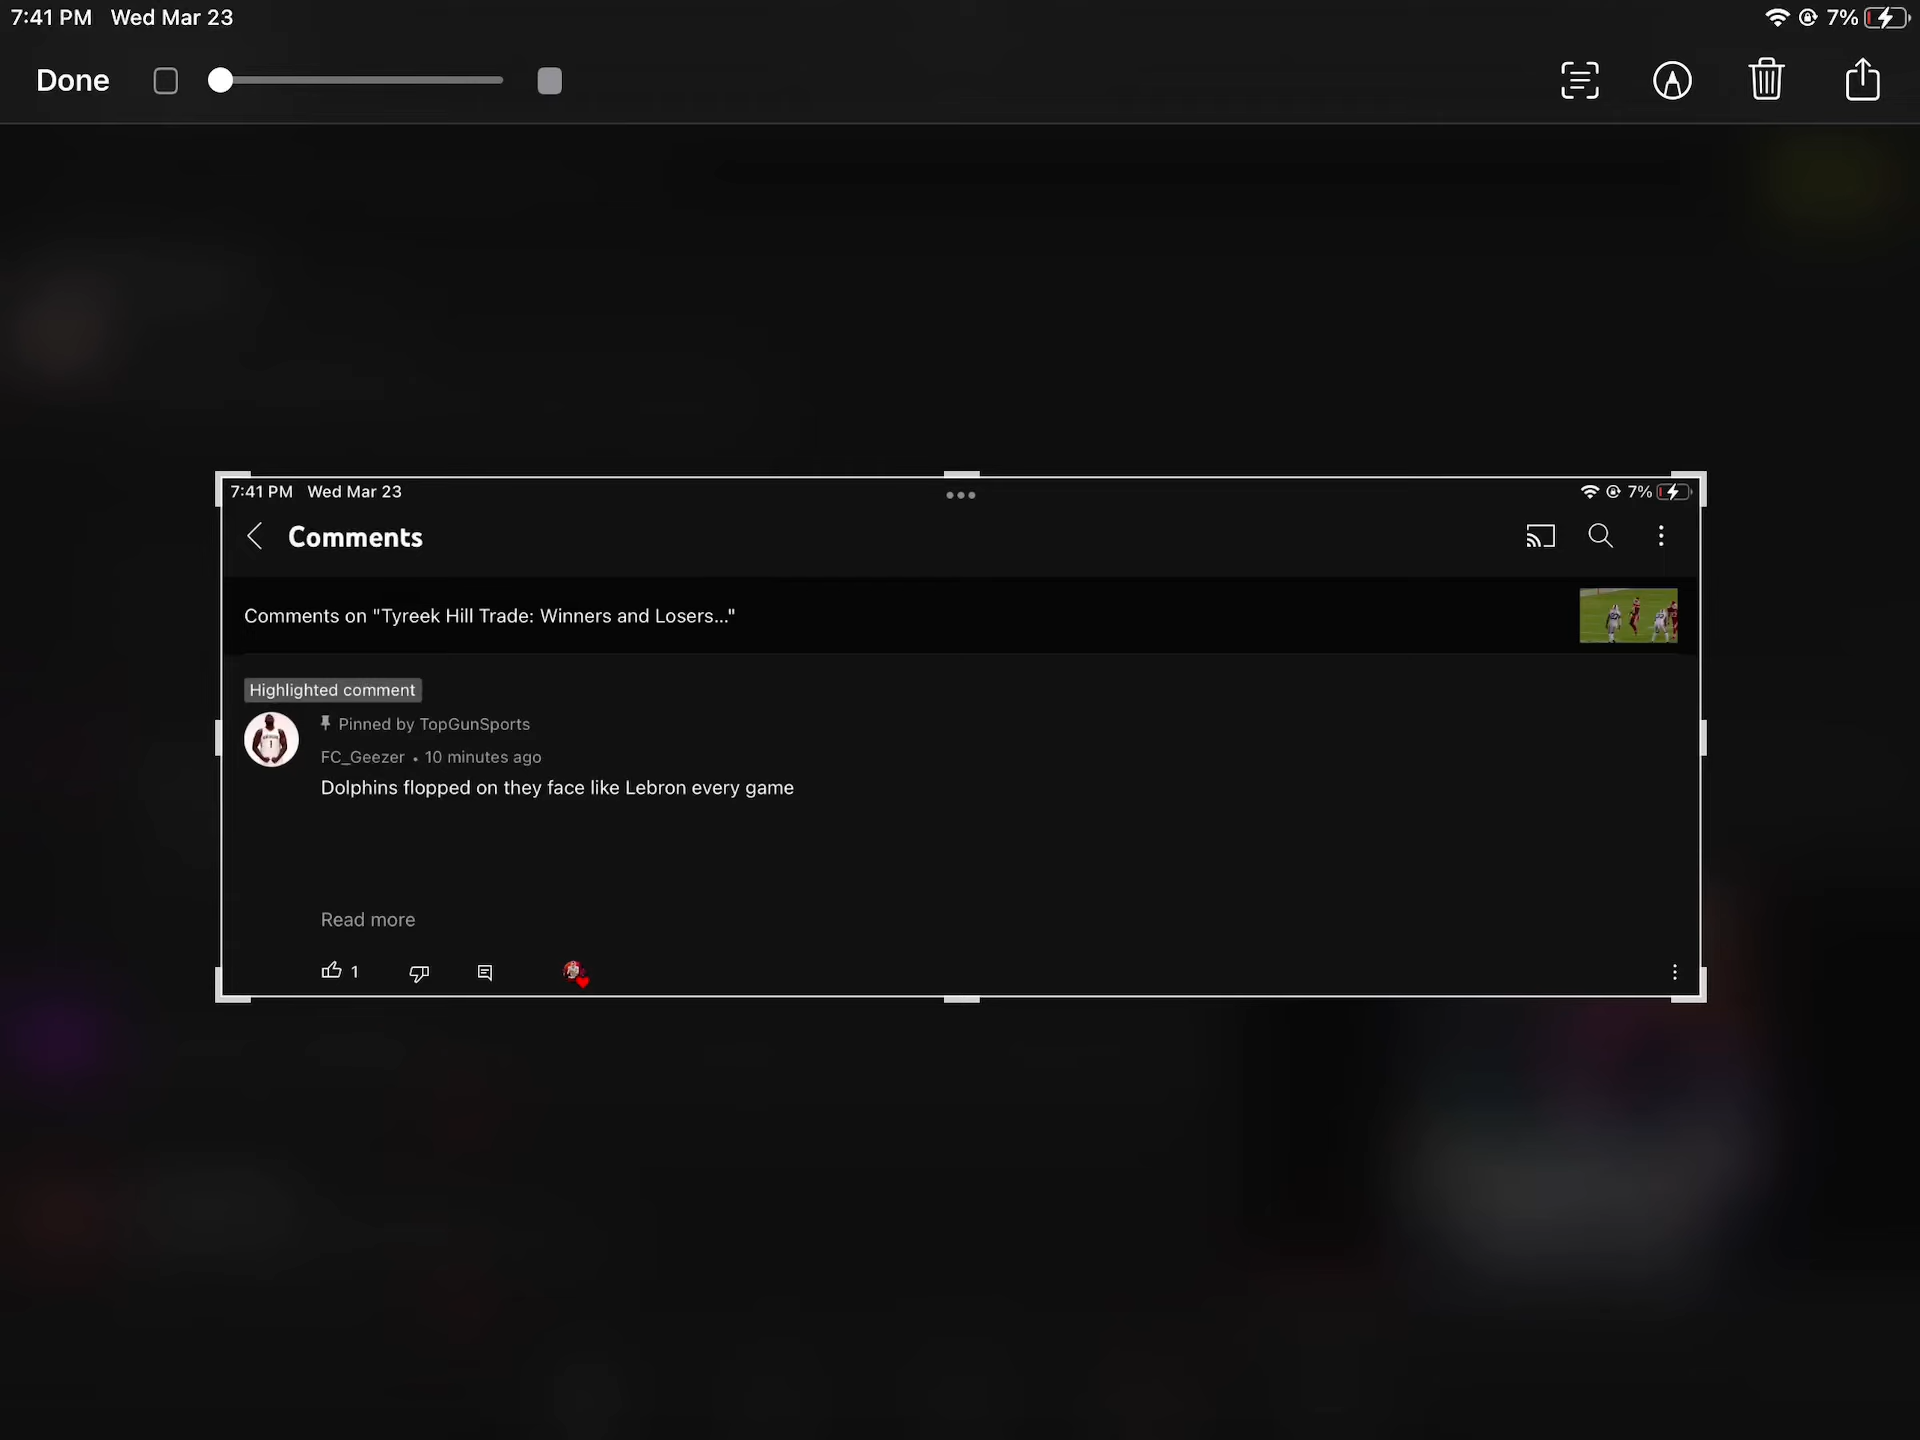 7:41 PM Wed Mar 23 7%
Done
7:41 PM Wed Mar 23 7%
Comments
Comments on "Tyreek Hill Trade: Winners and Losers..."
Highlighted comment
Pinned by TopGunSports
FC_Geezer • 10 minutes ago
Dolphins flopped on they face like Lebron every game
Read more
1